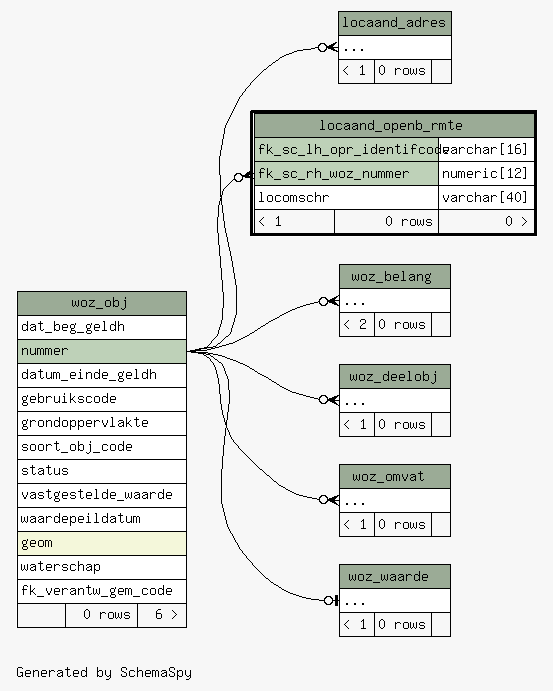 locaand_adres
...
< 1 0 rows
locaand_openb_rmte
fk_sc_lh_opr_identifcode varchar[16]
fk_sc_rh_woz_nummer numeric[12]
locomschr varchar[40]
< 1 0 rows 0 >
woz_belang
...
< 2 0 rows
woz_obj
dat_beg_geldh
nummer
datum_einde_geldh
gebruikscode
grondoppervlakte
soort_obj_code
status
vastgestelde_waarde
waardepeildatum
geom
waterschap
fk_verantw_gem_code
0 rows 6 >
woz_deelobj
...
< 1 0 rows
woz_omvat
...
< 1 0 rows
woz_waarde
...
< 1 0 rows
Generated by SchemaSpy